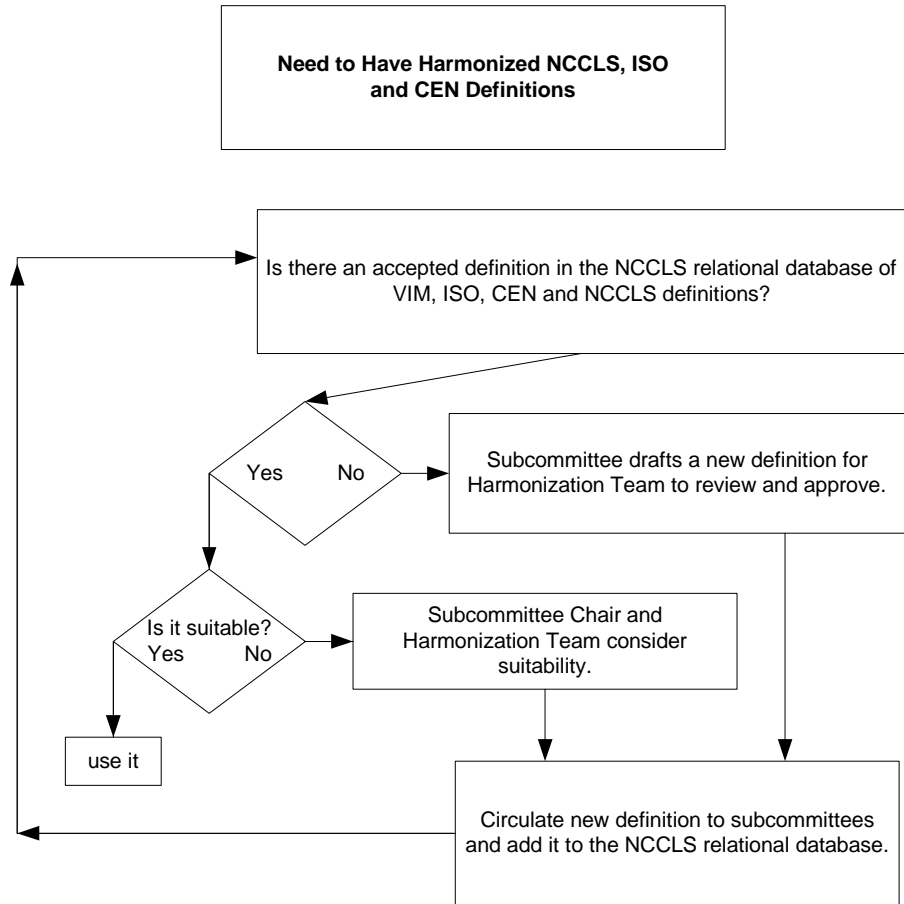 Need to Have Harmonized NCCLS, ISO
and CEN Definitions
Is there an accepted definition in the NCCLS relational database of
VIM, ISO, CEN and NCCLS definitions?
Yes No
Subcommittee drafts a new definition for
Harmonization Team to review and approve.
Is it suitable?
Yes No
Subcommittee Chair and
Harmonization Team consider
suitability.
use it
Circulate new definition to subcommittees
and add it to the NCCLS relational database.